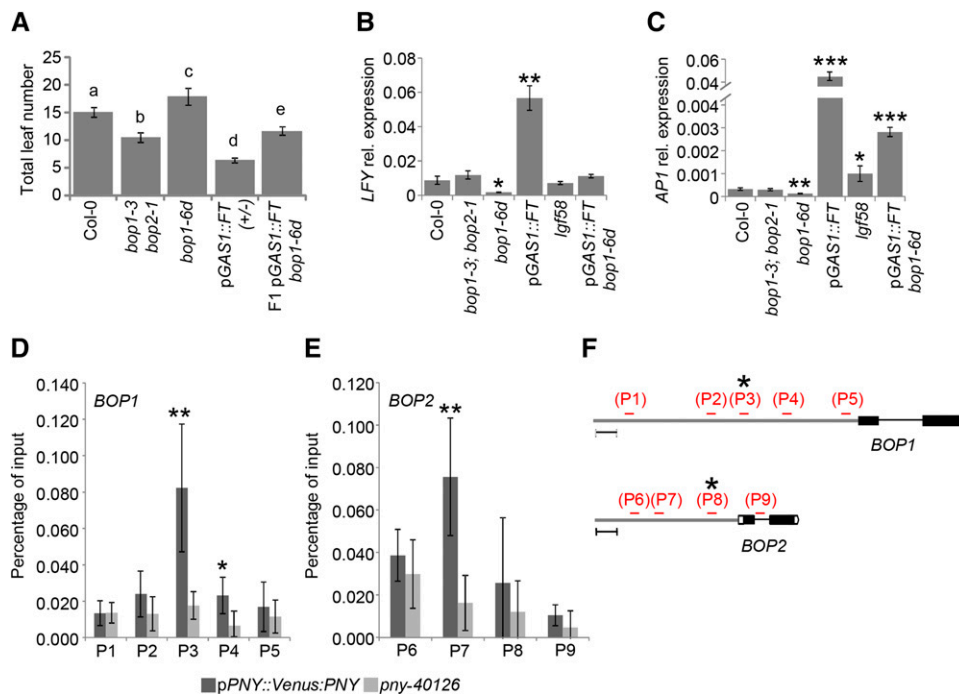 A
Total leaf number
25
20
15
10
5
0
a
b
c
d
e
Col-0
bop1-3
bop2-1
bop1-6d
pGAS1::FT
(+/-)
F1 pGAS1::FT
bop1-6d
B
LFY rel. expression
0.08
0.06
0.04
0.02
0
*
**
Col-0
bop1-3; bop2-1
bop1-6d
pGAS1::FT
lgf58
pGAS1::FT
bop1-6d
C
AP1 rel. expression
0.06
0.04
0.004
0.003
0.002
0.001
0
**
***
*
***
Col-0
bop1-3; bop2-1
bop1-6d
pGAS1::FT
lgf58
pGAS1::FT
bop1-6d
D
BOP1
Percentage of input
0.140
0.120
0.100
0.080
0.060
0.040
0.020
0.000
**
*
P1 P2 P3 P4 P5
E
BOP2
Percentage of input
0.120
0.100
0.080
0.060
0.040
0.020
0.000
**
P6 P7 P8 P9
pPNY::Venus:PNY pny-40126
F
*
(P1) (P2) (P3) (P4) (P5)
BOP1
*
(P6) (P7) (P8) (P9)
BOP2